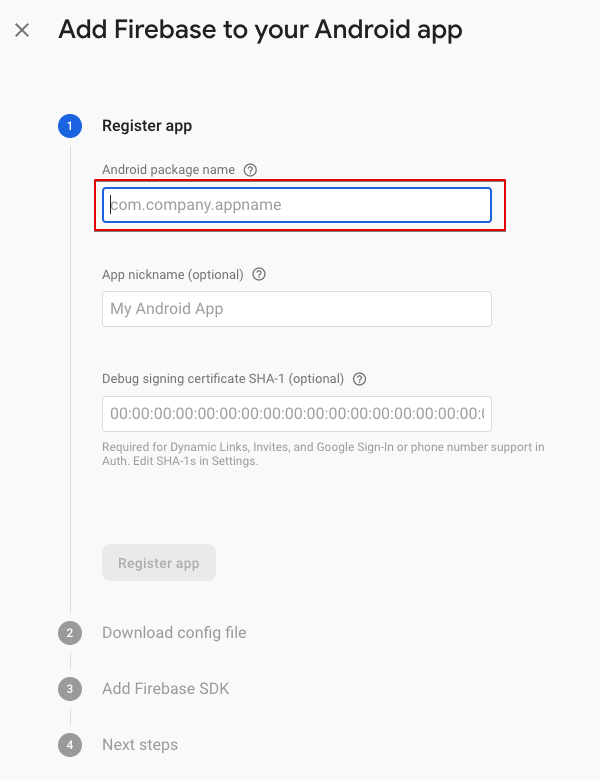 Add Firebase to your Android app
1
Register app
Android package name
com.company.appname
App nickname (optional)
My Android App
Debug signing certificate SHA-1 (optional)
00:00:00:00:00:00:00:00:00:00:00:00:00:00:00:00:00:0
Required for Dynamic Links, Invites, and Google Sign-In or phone number support in
Auth. Edit SHA-1s in Settings.
Register app
2
Download config file
3
Add Firebase SDK
4
Next steps